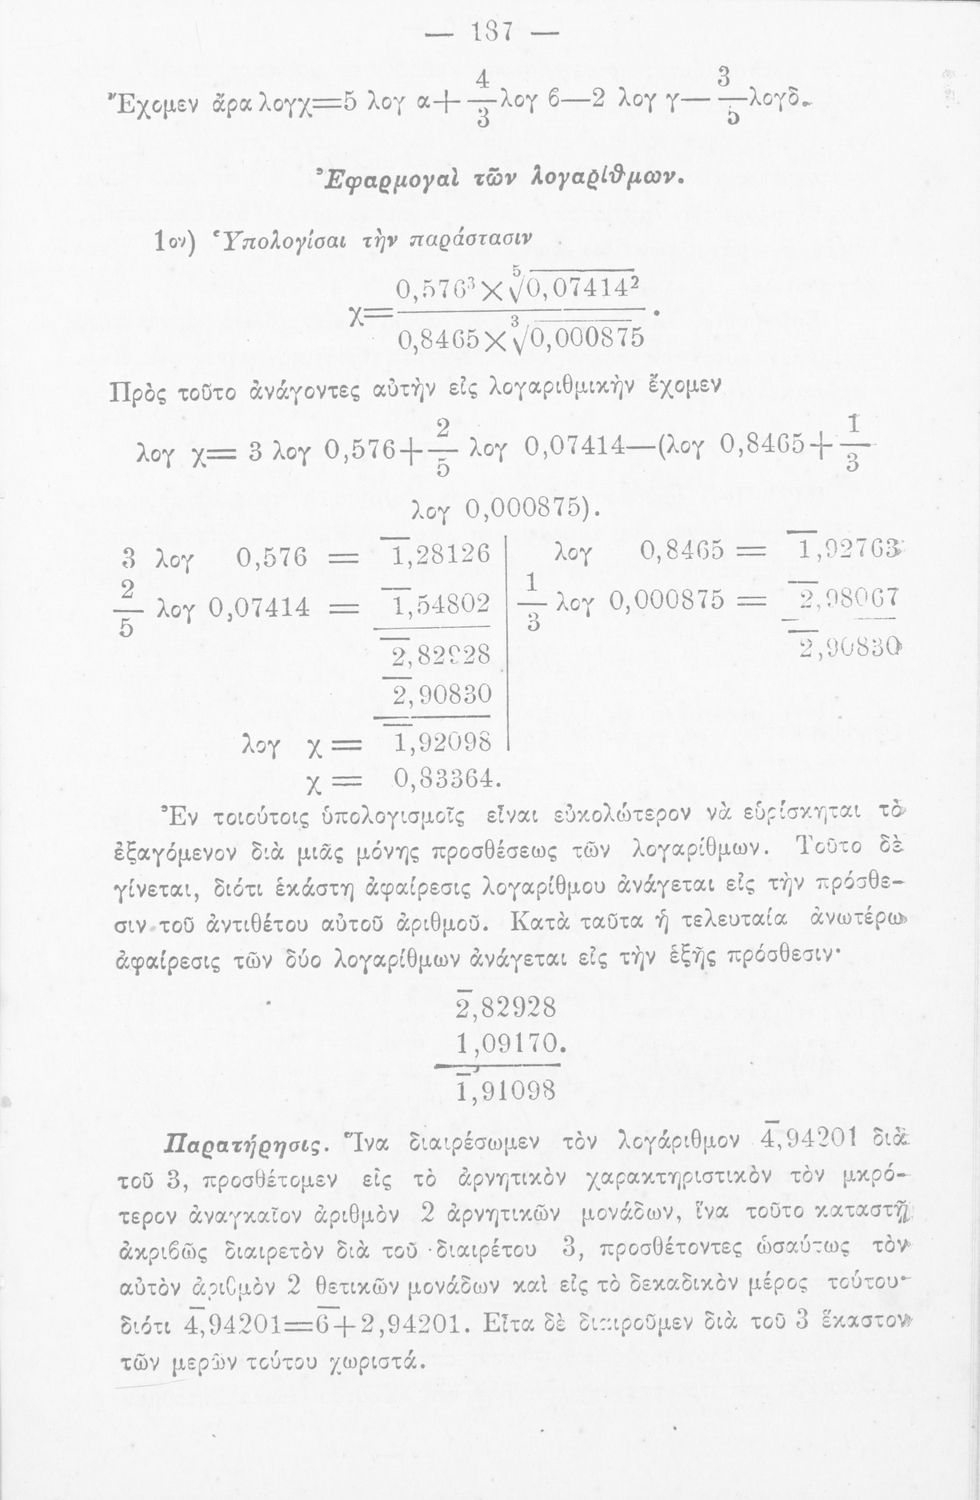 — 187 —
Ἔχομεν ἄρα λογχ=5 λογ α+4/3 λογ β—2 λογ γ—3/5 λογδ.
Ἐφαρμογαὶ τῶν λογαρίθμων.
1ον) Ὑπολογίσαι τὴν παράστασιν
χ= 0,576³×⁵√0,07414² / 0,8465×³√0,000875 .
Πρὸς τοῦτο ἀνάγοντες αὐτὴν εἰς λογαριθμικὴν ἔχομεν
λογ χ= 3 λογ 0,576+2/5 λογ 0,07414—(λογ 0,8465+1/3
λογ 0,000875).
3 λογ 0,576 = 1̅,28126 λογ 0,8465 = 1̅,92763
2/5 λογ 0,07414 = 1̅,54802 1/3 λογ 0,000875 = 2̅,98067
2̅,82928 2̅,90830
2̅,90830
λογ χ = 1̅,92098
χ = 0,83364.
Ἐν τοιούτοις ὑπολογισμοῖς εἶναι εὐκολώτερον νὰ εὑρίσκηται τὸ
ἐξαγόμενον διὰ μιᾶς μόνης προσθέσεως τῶν λογαρίθμων. Τοῦτο δὲ
γίνεται, διότι ἑκάστη ἀφαίρεσις λογαρίθμου ἀνάγεται εἰς τὴν πρόσθε-
σιν τοῦ ἀντιθέτου αὐτοῦ ἀριθμοῦ. Κατὰ ταῦτα ἡ τελευταία ἀνωτέρω
ἀφαίρεσις τῶν δύο λογαρίθμων ἀνάγεται εἰς τὴν ἑξῆς πρόσθεσιν·
2̅,82928
1,09170.
1̅,91098
Παρατήρησις. Ἵνα διαιρέσωμεν τὸν λογάριθμον 4̅,94201 διὰ
τοῦ 3, προσθέτομεν εἰς τὸ ἀρνητικὸν χαρακτηριστικὸν τὸν μικρό-
τερον ἀναγκαῖον ἀριθμὸν 2 ἀρνητικῶν μονάδων, ἵνα τοῦτο καταστῇ
ἀκριβῶς διαιρετὸν διὰ τοῦ διαιρέτου 3, προσθέτοντες ὡσαύτως τὸν
αὐτὸν ἀριθμὸν 2 θετικῶν μονάδων καὶ εἰς τὸ δεκαδικὸν μέρος τούτου·
διότι 4̅,94201=6̅+2,94201. Εἶτα δὲ διαιροῦμεν διὰ τοῦ 3 ἕκαστον
τῶν μερῶν τούτου χωριστά.